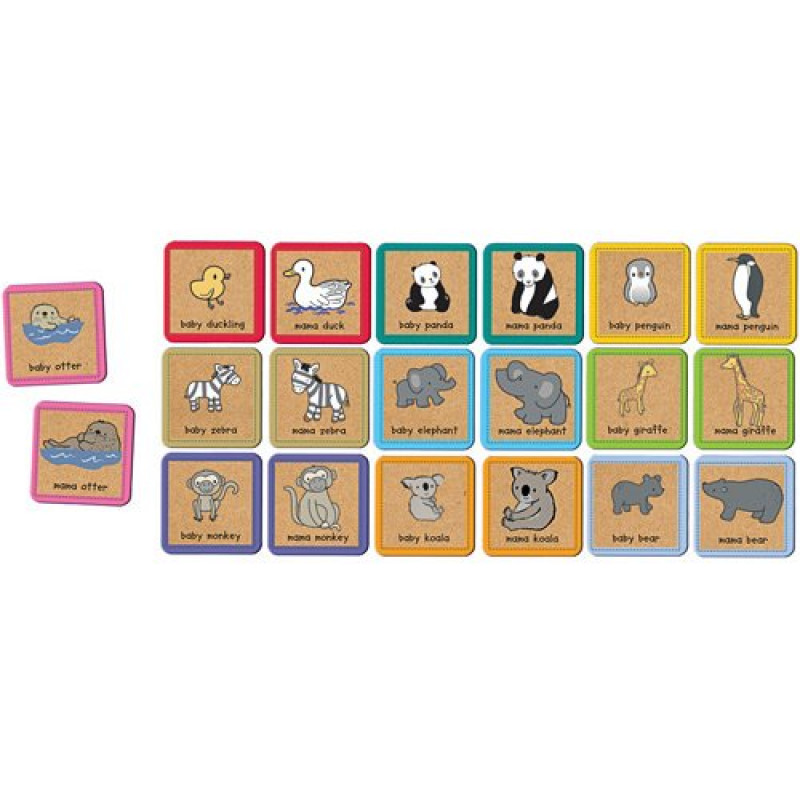 baby otter
mama otter
baby duckling
mama duck
baby panda
mama panda
baby penguin
mama penguin
baby zebra
mama zebra
baby elephant
mama elephant
baby giraffe
mama giraffe
baby monkey
mama monkey
baby koala
mama koala
baby bear
mama bear